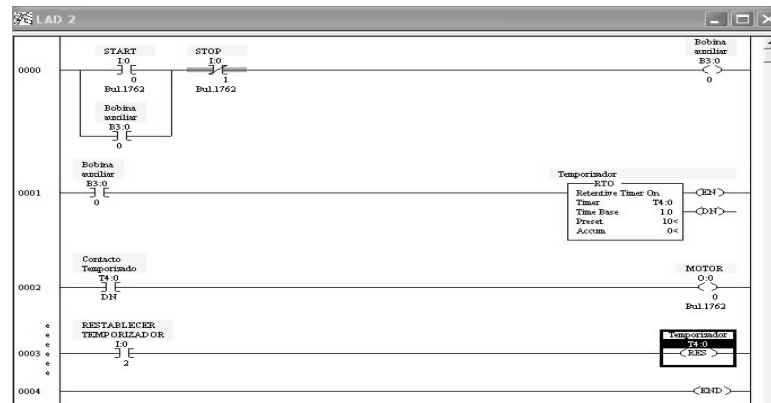 LAD 2
START
I:0
0
Bul.1762
STOP
I:0
1
Bul.1762
Bobina
auxiliar
B3:0
0
0000
Bobina
auxiliar
B3:0
0
Bobina
auxiliar
B3:0
0
0001
Temporizador
RTO
Retentive Timer On
Timer T4:0
Time Base 1.0
Preset 10<
Accum 0<
EN
DN
Contacto
Temporizado
T4:0
DN
0002
MOTOR
O:0
0
Bul.1762
RESTABLECER
TEMPORIZADOR
I:0
2
e
e
e
0003 e
e
e
Temporizador
T4:0
RES
0004
END